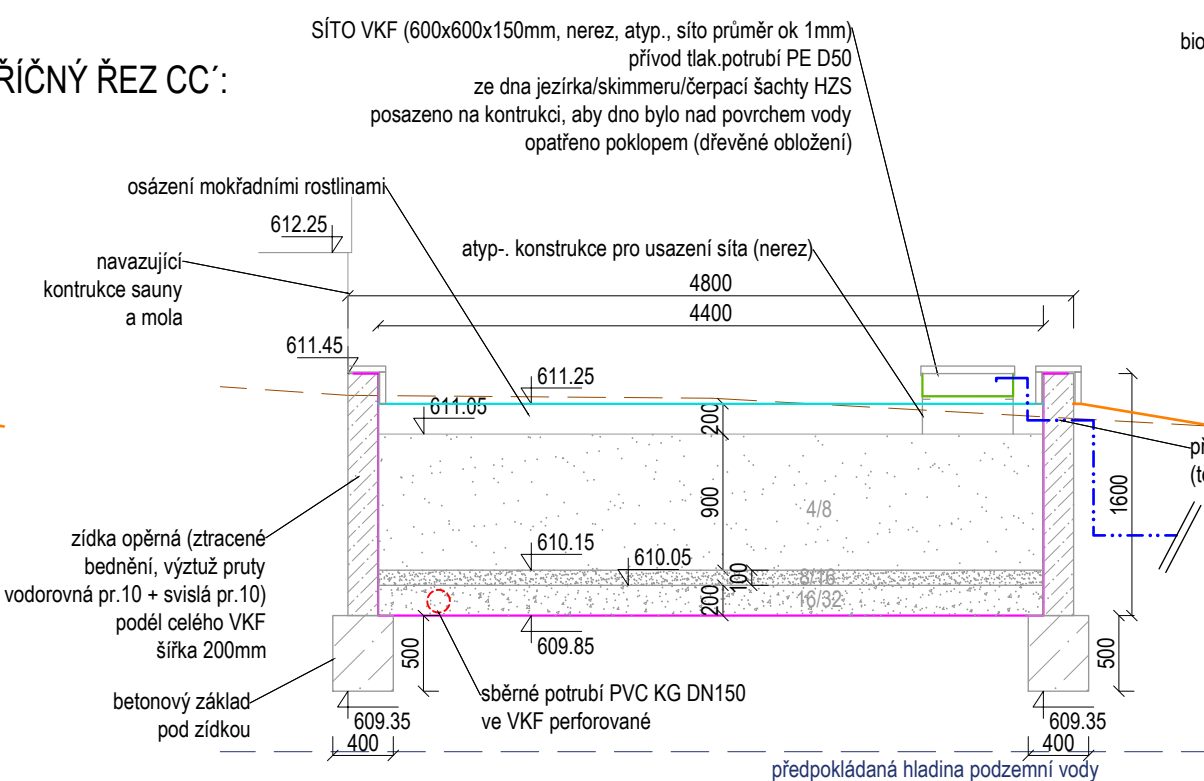 SÍTO VKF (600x600x150mm, nerez, atyp., síto průměr ok 1mm)
přívod tlak.potrubí PE D50
ze dna jezírka/skimmeru/čerpací šachty HZS
posazeno na kontrukci, aby dno bylo nad povrchem vody
opatřeno poklopem (dřevěné obložení)
bio
ŘÍČNÝ ŘEZ CC´:
osázení mokřadními rostlinami
612.25
navazující
kontrukce sauny
a mola
atyp-. konstrukce pro usazení síta (nerez)
4800
4400
611.45
611.25
611.05
200
900
4/8
1600
př
(te
zídka opěrná (ztracené
bednění, výztuž pruty
vodorovná pr.10 + svislá pr.10)
podél celého VKF
šířka 200mm
610.15
610.05
100
8/16
200
16/32
609.85
500
500
sběrné potrubí PVC KG DN150
ve VKF perforované
betonový základ
pod zídkou
609.35
400
609.35
400
předpokládaná hladina podzemní vody